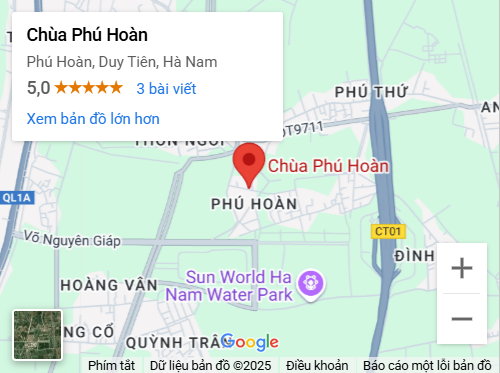 Chùa Phú Hoàn
Phú Hoàn, Duy Tiên, Hà Nam
5,0
3 bài viết
Xem bản đồ lớn hơn
PHÚ THỨ
AN
ĐT9711
Chùa Phú Hoàn
PHÚ HOÀN
QL1A
Võ Nguyên Giáp
CT01
ĐÌNH
HOÀNG VÂN
Sun World Ha
Nam Water Park
NG CỔ
QUỲNH TRÂ
Google
Phím tắt
Dữ liệu bản đồ ©2025
Điều khoản
Báo cáo một lỗi bản đồ